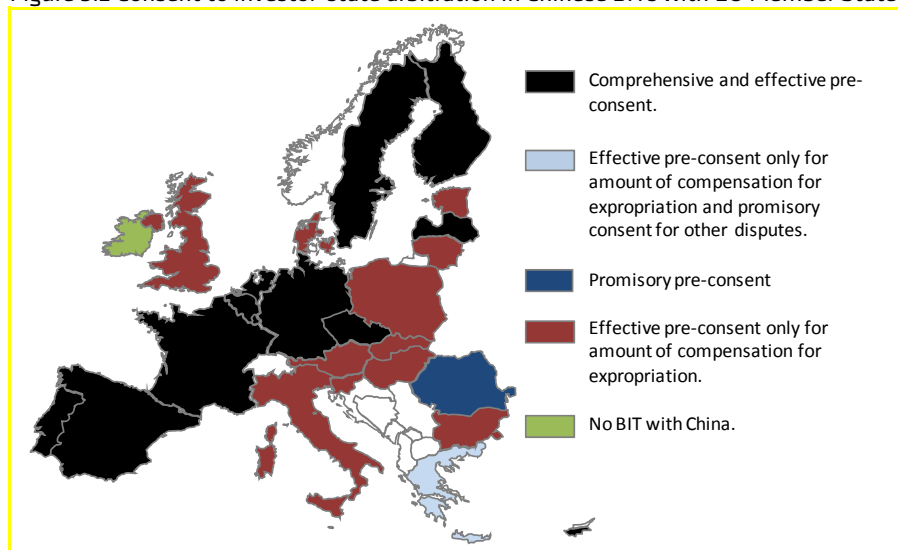 Comprehensive and effective pre-
consent.
Effective pre-consent only for
amount of compensation for
expropriation and promisory
consent for other disputes.
Promisory pre-consent
Effective pre-consent only for
amount of compensation for
expropriation.
No BIT with China.